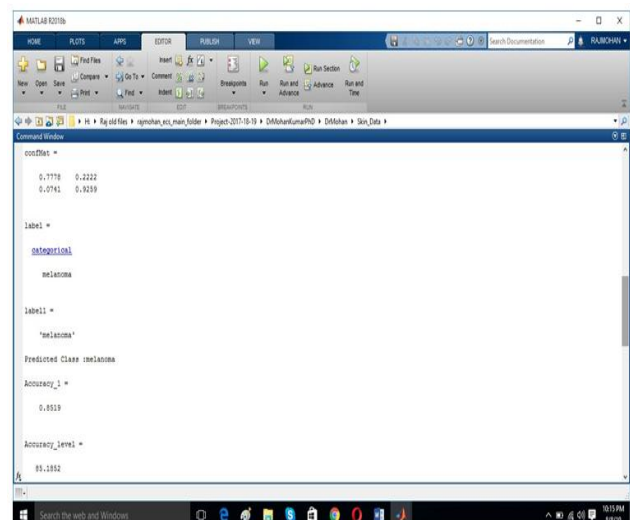 MATLAB R2018b
HOME PLOTS APPS EDITOR PUBLISH VIEW Search Documentation RAJMOHAN
New Open Save Find Files Compare Print Go To Find Insert Comment Indent Breakpoints Run Run and Advance Run Section Advance Run and Time
FILE NAVIGATE EDIT BREAKPOINTS RUN
H: Raj old files rajmohan_ecs_main_folder Project-2017-18-19 DrMohanKumarPhD DrMohan Skin_Data
Command Window
confMat =
0.7778 0.2222
0.0741 0.9259
label =
categorical
melanoma
label1 =
'melanoma'
Predicted Class :melanoma
Accuracy_1 =
0.8519
Accuracy_level =
85.1852
fx
Search the web and Windows
10:15 PM